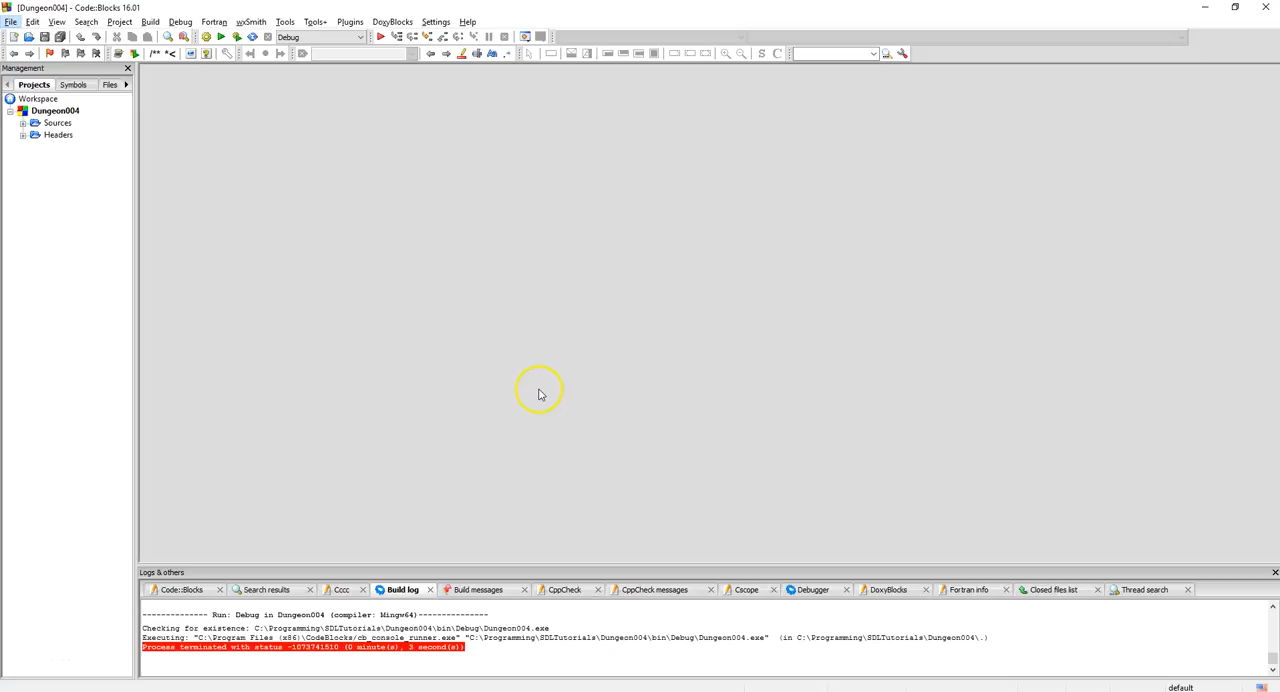 [Dungeon004] - Code::Blocks 16.01
File Edit View Search Project Build Debug Fortran wxSmith Tools Tools+ Plugins DoxyBlocks Settings Help
Debug
/** *< S C
Management
Projects Symbols Files
Workspace
Dungeon004
Sources
Headers
Logs & others
Code::Blocks Search results Cccc Build log Build messages CppCheck CppCheck messages Cscope Debugger DoxyBlocks Fortran info Closed files list Thread search
-------------- Run: Debug in Dungeon004 (compiler: Mingw64)---------------
Checking for existence: C:\Programming\SDLTutorials\Dungeon004\bin\Debug\Dungeon004.exe
Executing: "C:\Program Files (x86)\CodeBlocks/cb_console_runner.exe" "C:\Programming\SDLTutorials\Dungeon004\bin\Debug\Dungeon004.exe"  (in C:\Programming\SDLTutorials\Dungeon004\.)
Process terminated with status -1073741510 (0 minute(s), 3 second(s))
default